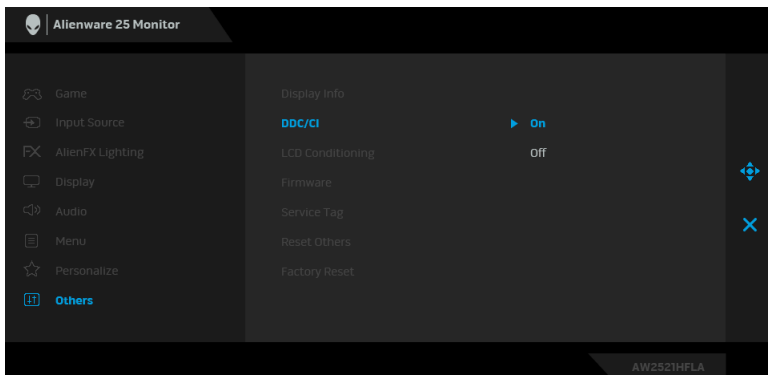 Alienware 25 Monitor
Game
Display Info
Input Source
DDC/CI
On
AlienFX Lighting
LCD Conditioning
Off
Display
Firmware
Audio
Service Tag
Menu
Reset Others
Personalize
Factory Reset
Others
AW2521HFLA